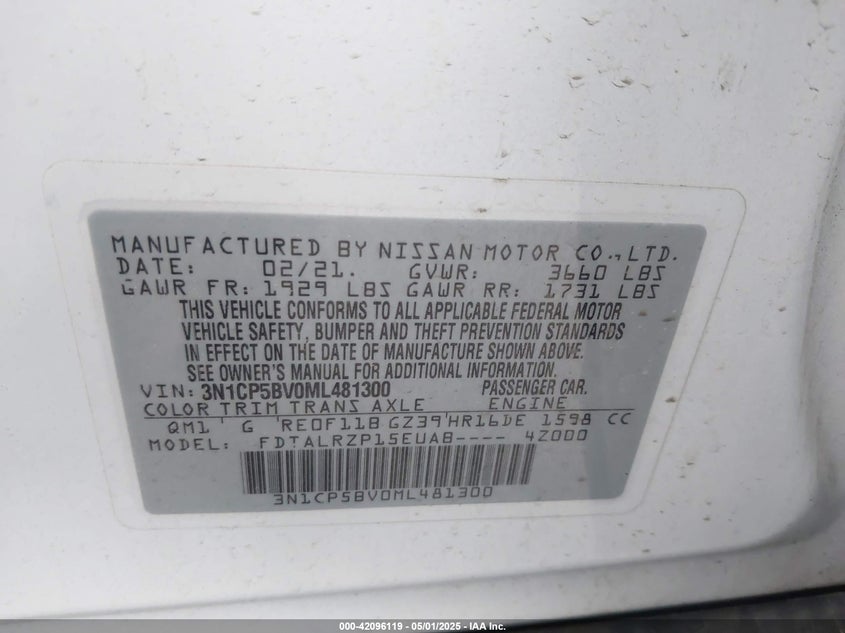 MANUFACTURED BY NISSAN MOTOR CO., LTD.
DATE: 02/21. GVWR: 3660 LBS
GAWR FR: 1929 LBS GAWR RR: 1731 LBS
THIS VEHICLE CONFORMS TO ALL APPLICABLE FEDERAL MOTOR
VEHICLE SAFETY, BUMPER AND THEFT PREVENTION STANDARDS
IN EFFECT ON THE DATE OF MANUFACTURE SHOWN ABOVE.
SEE OWNER'S MANUAL FOR ADDITIONAL INFORMATION.
VIN: 3N1CP5BV0ML481300 PASSENGER CAR.
COLOR TRIM TRANS AXLE ENGINE
QM1 G RE0F11B GZ39 HR16DE 1598 CC
MODEL: FDTALRZP15EUAB---- 4Z000
3N1CP5BV0ML481300
000-42096119 - 05/01/2025 - IAA Inc.